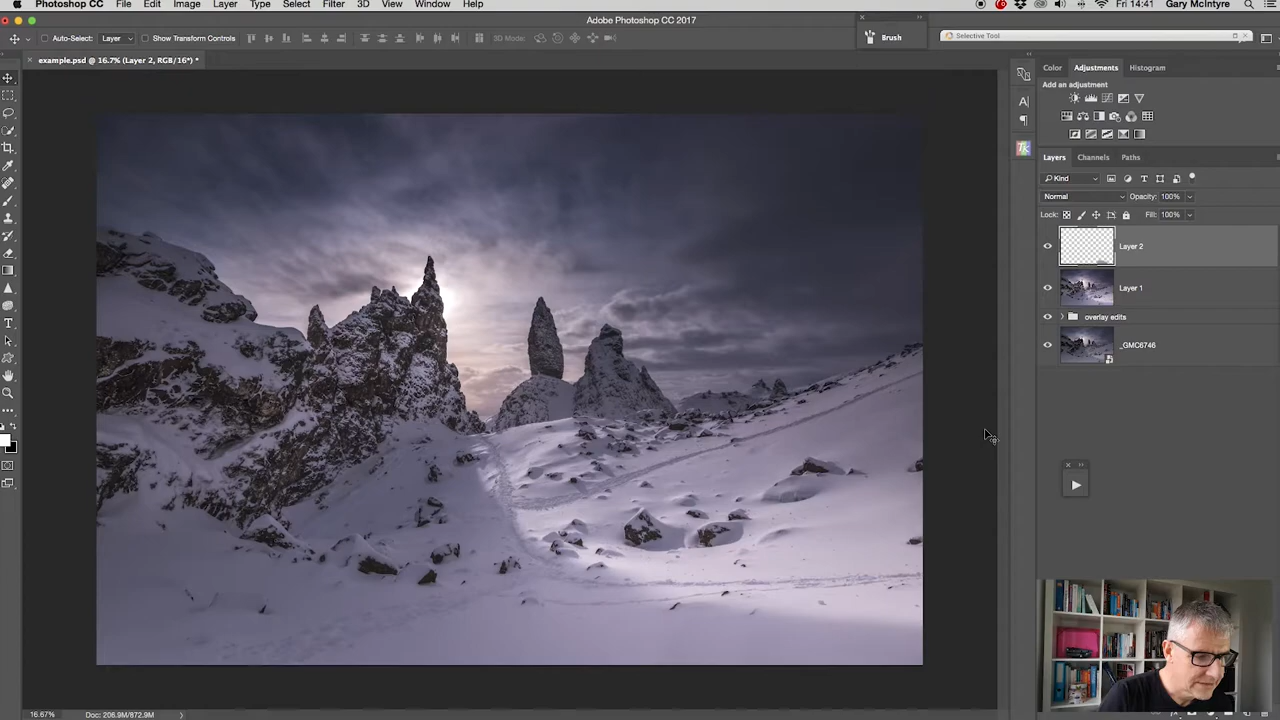 Photoshop CC File Edit Image Layer Type Select Filter 3D View Window Help Fri 14:41 Gary McIntyre
Adobe Photoshop CC 2017
Auto-Select: Layer Show Transform Controls 3D Mode: Brush Selective Tool
example.psd @ 16.7% (Layer 2, RGB/16*) *
Color Adjustments Histogram
Add an adjustment
A
TK
Layers Channels Paths
Kind
Normal Opacity: 100%
Lock: Fill: 100%
Layer 2
Layer 1
overlay edits
_GMC6746
16.67% Doc: 206.9M/872.9M